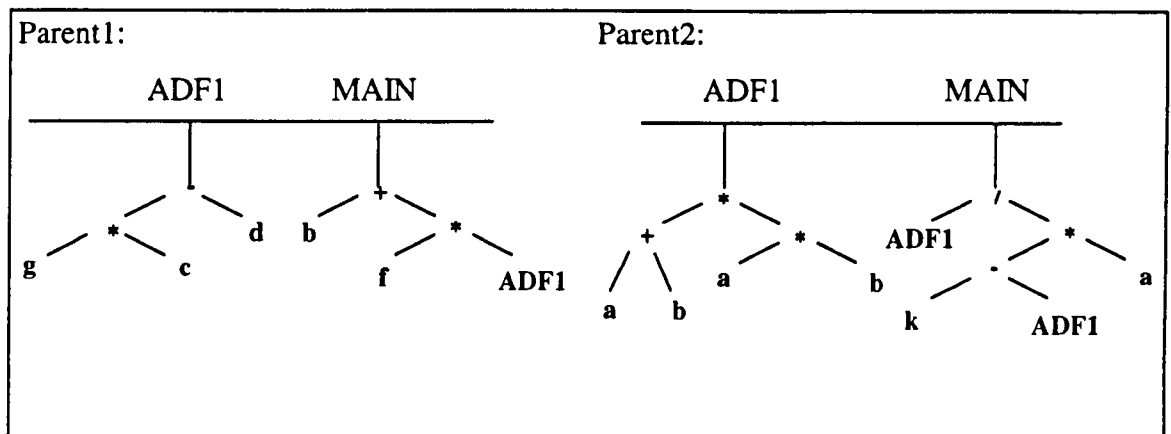 Parent1: Parent2:
ADF1 MAIN ADF1 MAIN
- + * /
* d b * + * ADF1 *
g c f ADF1 a b a b - a
k ADF1